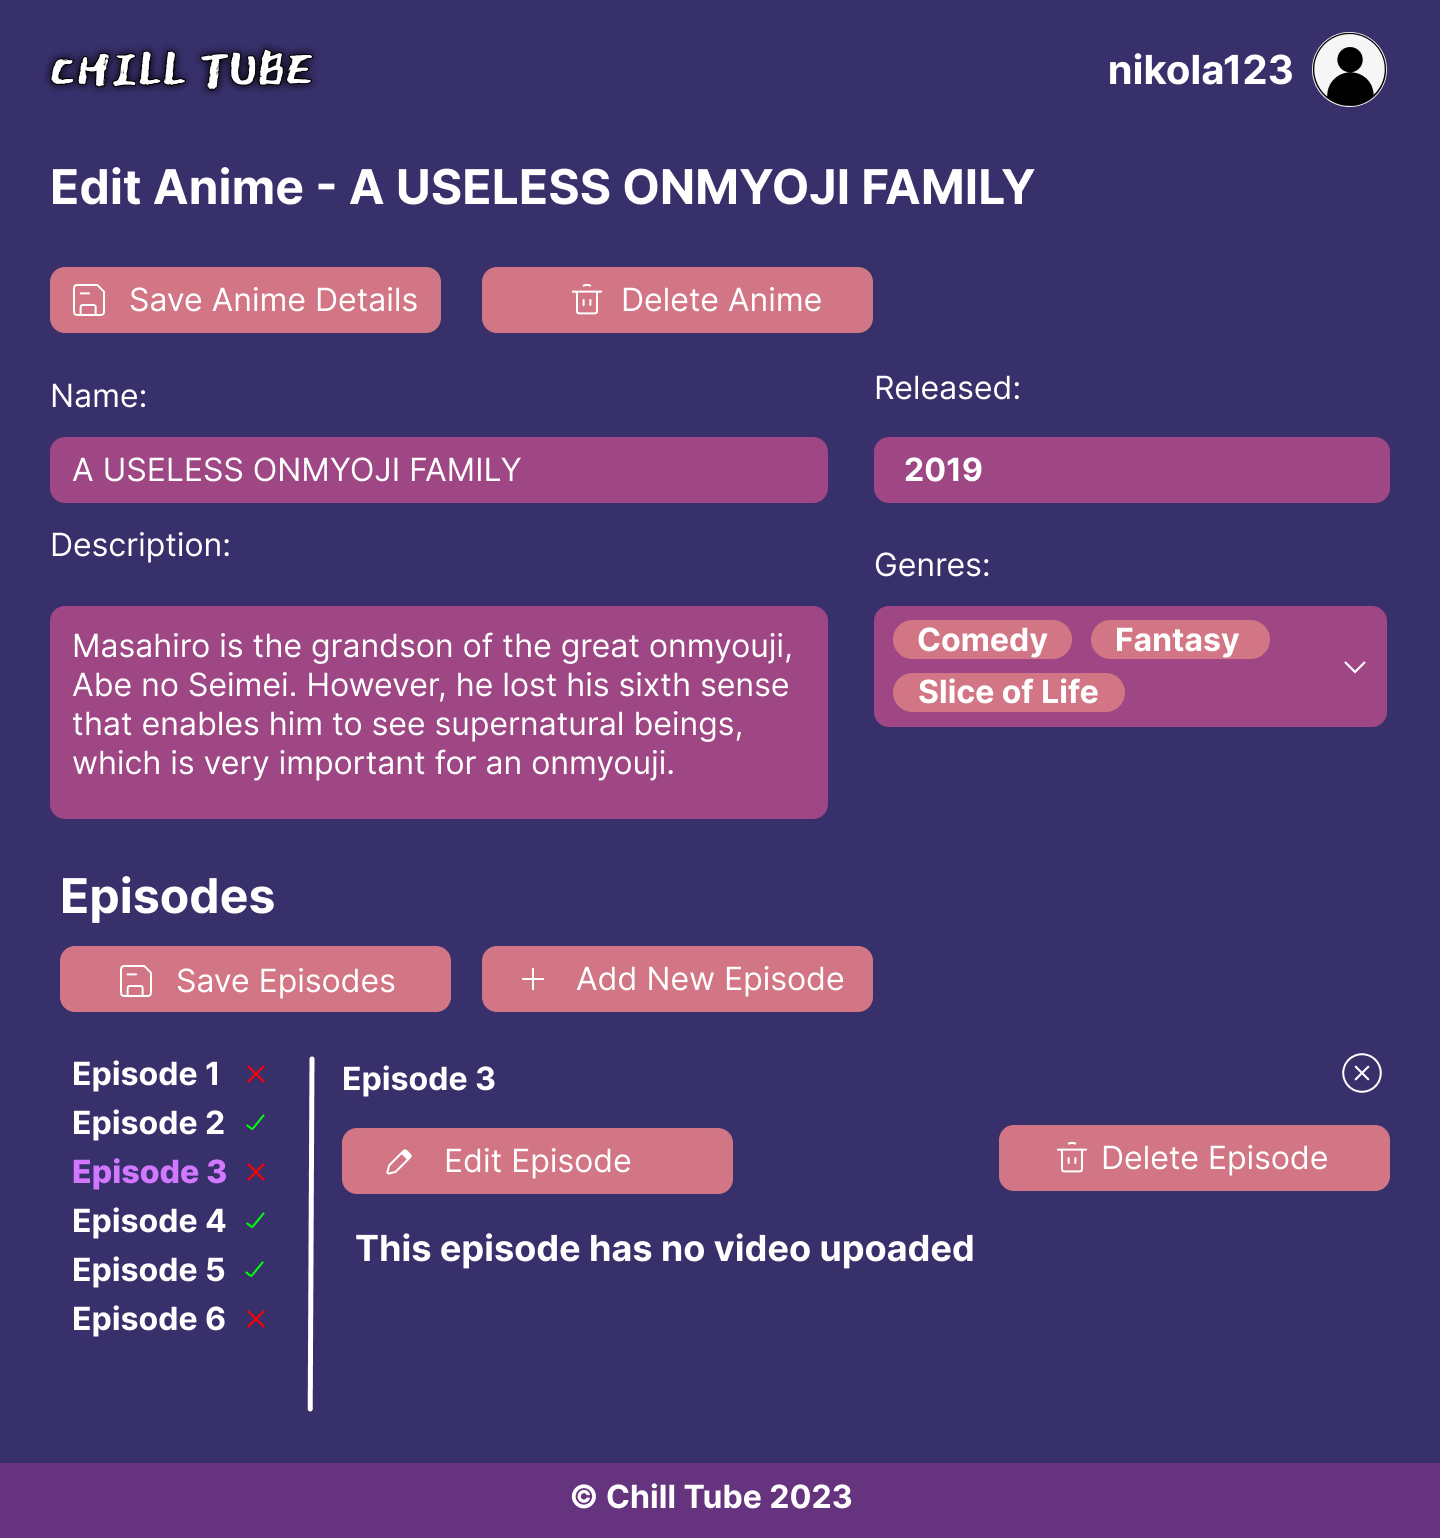 CHILL TUBE
nikola123
Edit Anime - A USELESS ONMYOJI FAMILY
Save Anime Details
Delete Anime
Name:
Released:
A USELESS ONMYOJI FAMILY
2019
Description:
Genres:
Masahiro is the grandson of the great onmyouji,
Abe no Seimei. However, he lost his sixth sense
that enables him to see supernatural beings,
which is very important for an onmyouji.
Comedy
Fantasy
Slice of Life
Episodes
Save Episodes
Add New Episode
Episode 1
Episode 2
Episode 3
Episode 4
Episode 5
Episode 6
Episode 3
Edit Episode
Delete Episode
This episode has no video upoaded
© Chill Tube 2023